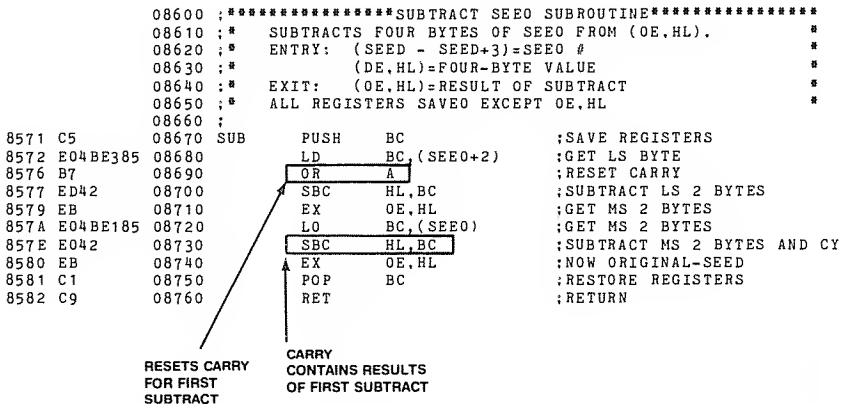 08600 ;****************SUBTRACT SEEO SUBROUTINE*****************
08610 ;* SUBTRACTS FOUR BYTES OF SEEO FROM (OE,HL). *
08620 ;* ENTRY: (SEED - SEED+3)=SEEO # *
08630 ;* (DE,HL)=FOUR-BYTE VALUE *
08640 ;* EXIT: (OE,HL)=RESULT OF SUBTRACT *
08650 ;* ALL REGISTERS SAVEO EXCEPT OE,HL *
08660 ;
8571 C5 08670 SUB PUSH BC ;SAVE REGISTERS
8572 E04BE385 08680 LD BC,(SEEO+2) ;GET LS BYTE
8576 B7 08690 OR A ;RESET CARRY
8577 ED42 08700 SBC HL,BC ;SUBTRACT LS 2 BYTES
8579 EB 08710 EX OE,HL ;GET MS 2 BYTES
857A E04BE185 08720 LO BC,(SEEO) ;GET MS 2 BYTES
857E E042 08730 SBC HL,BC ;SUBTRACT MS 2 BYTES AND CY
8580 EB 08740 EX OE,HL ;NOW ORIGINAL-SEED
8581 C1 08750 POP BC ;RESTORE REGISTERS
8582 C9 08760 RET ;RETURN
RESETS CARRY
FOR FIRST
SUBTRACT
CARRY
CONTAINS RESULTS
OF FIRST SUBTRACT